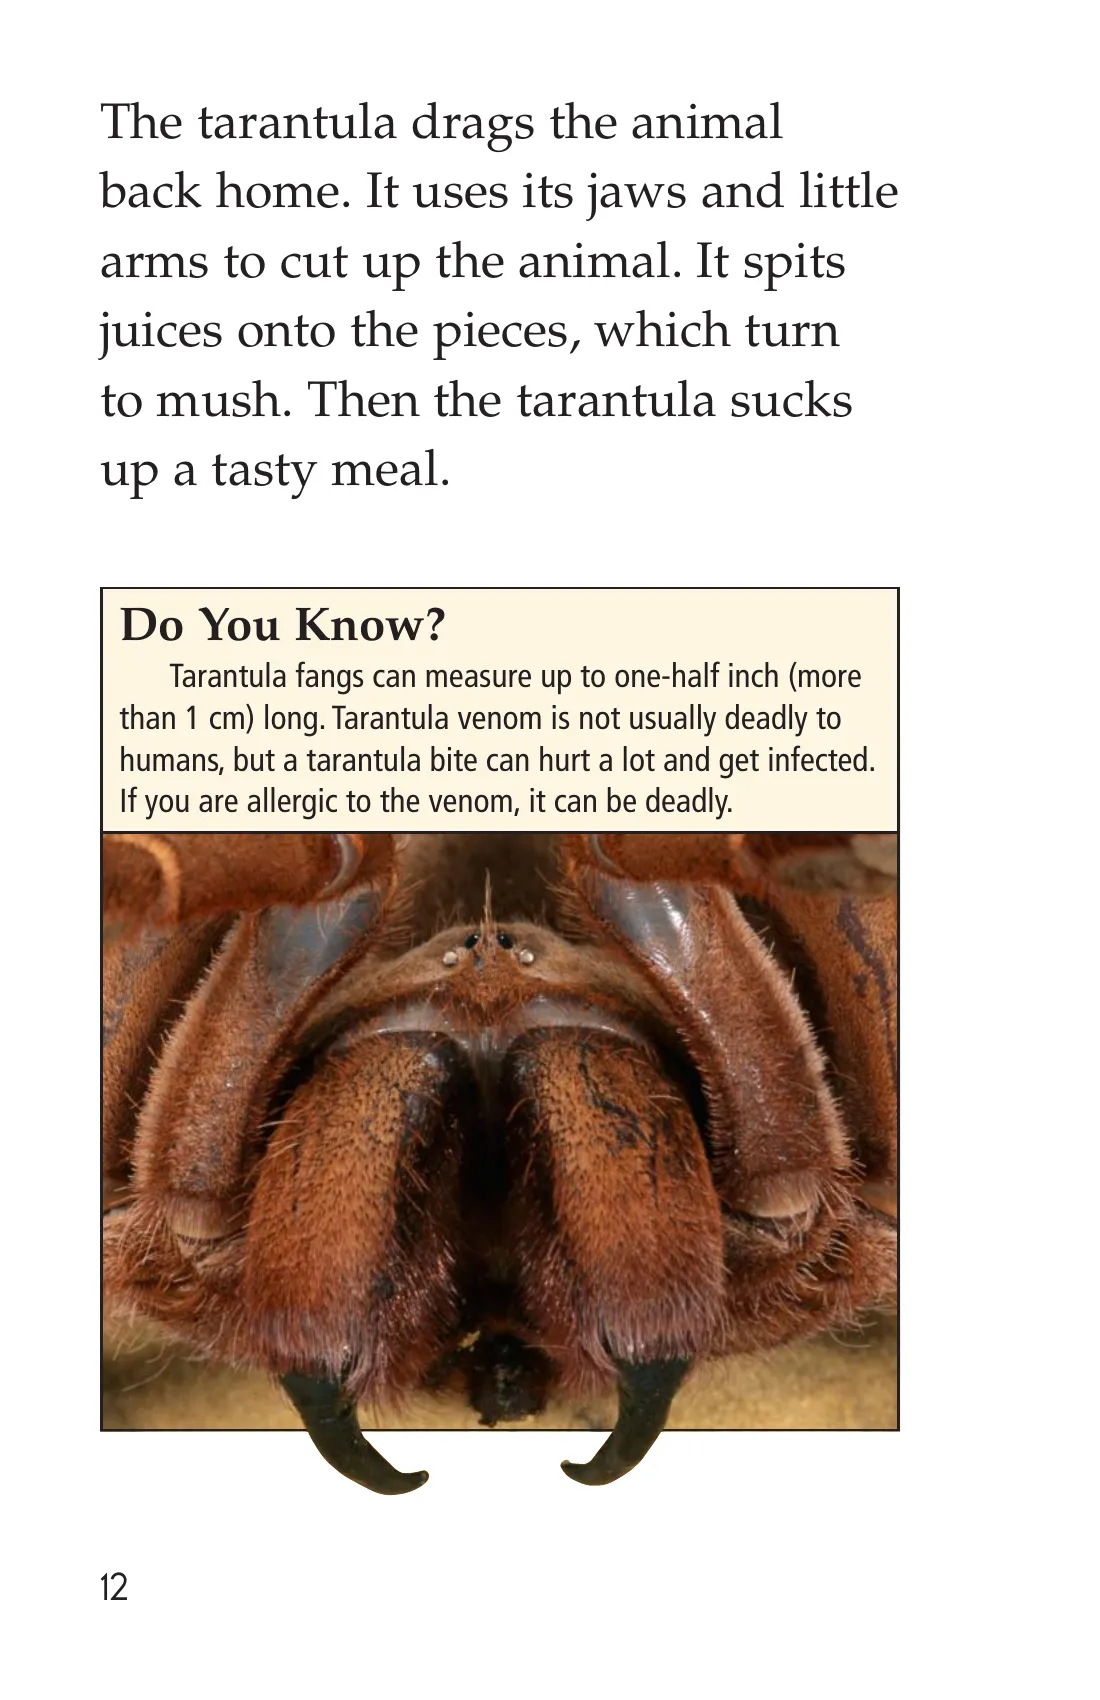 The tarantula drags the animal
back home. It uses its jaws and little
arms to cut up the animal. It spits
juices onto the pieces, which turn
to mush. Then the tarantula sucks
up a tasty meal.
Do You Know?
Tarantula fangs can measure up to one-half inch (more
than 1 cm) long. Tarantula venom is not usually deadly to
humans, but a tarantula bite can hurt a lot and get infected.
If you are allergic to the venom, it can be deadly.
12